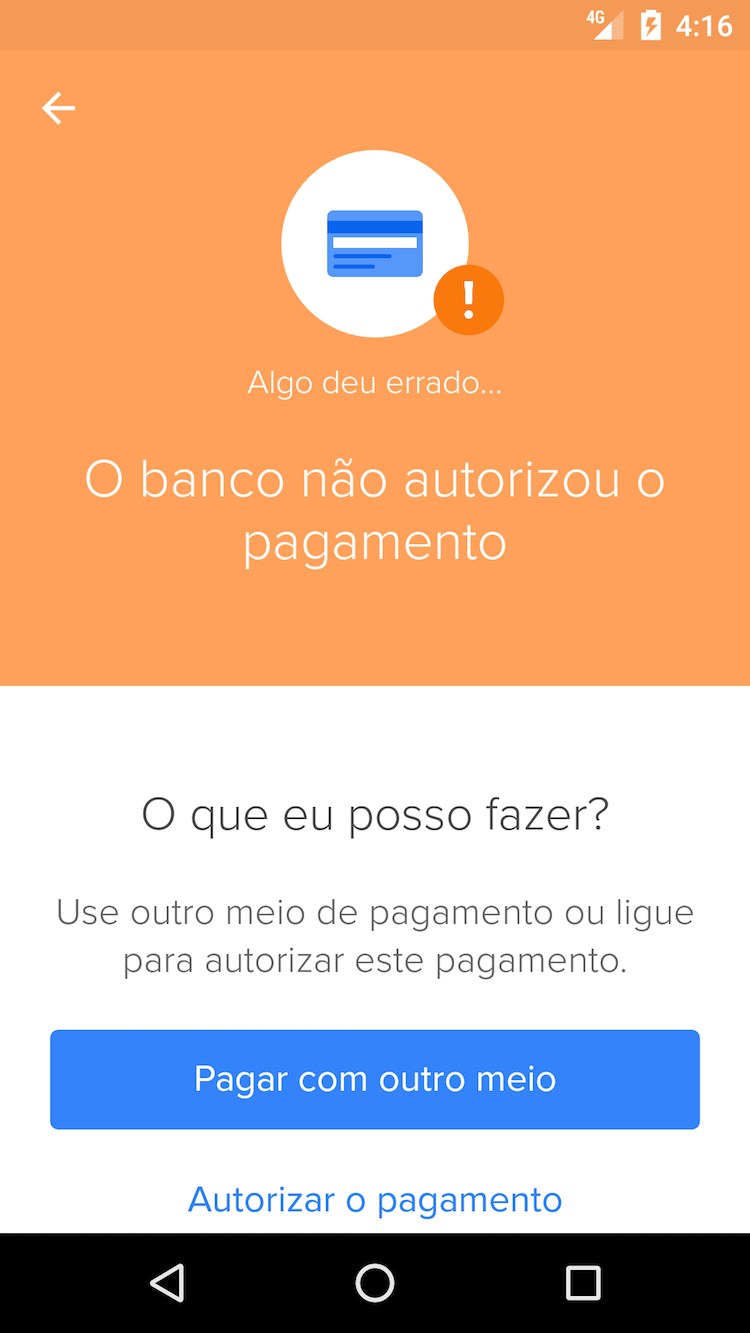 4G 4:16
Algo deu errado...
O banco não autorizou o
pagamento
O que eu posso fazer?
Use outro meio de pagamento ou ligue
para autorizar este pagamento.
Pagar com outro meio
Autorizar o pagamento